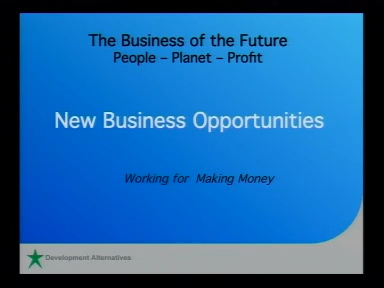 The Business of the Future
People – Planet – Profit
New Business Opportunities
Working for Making Money
Development Alternatives